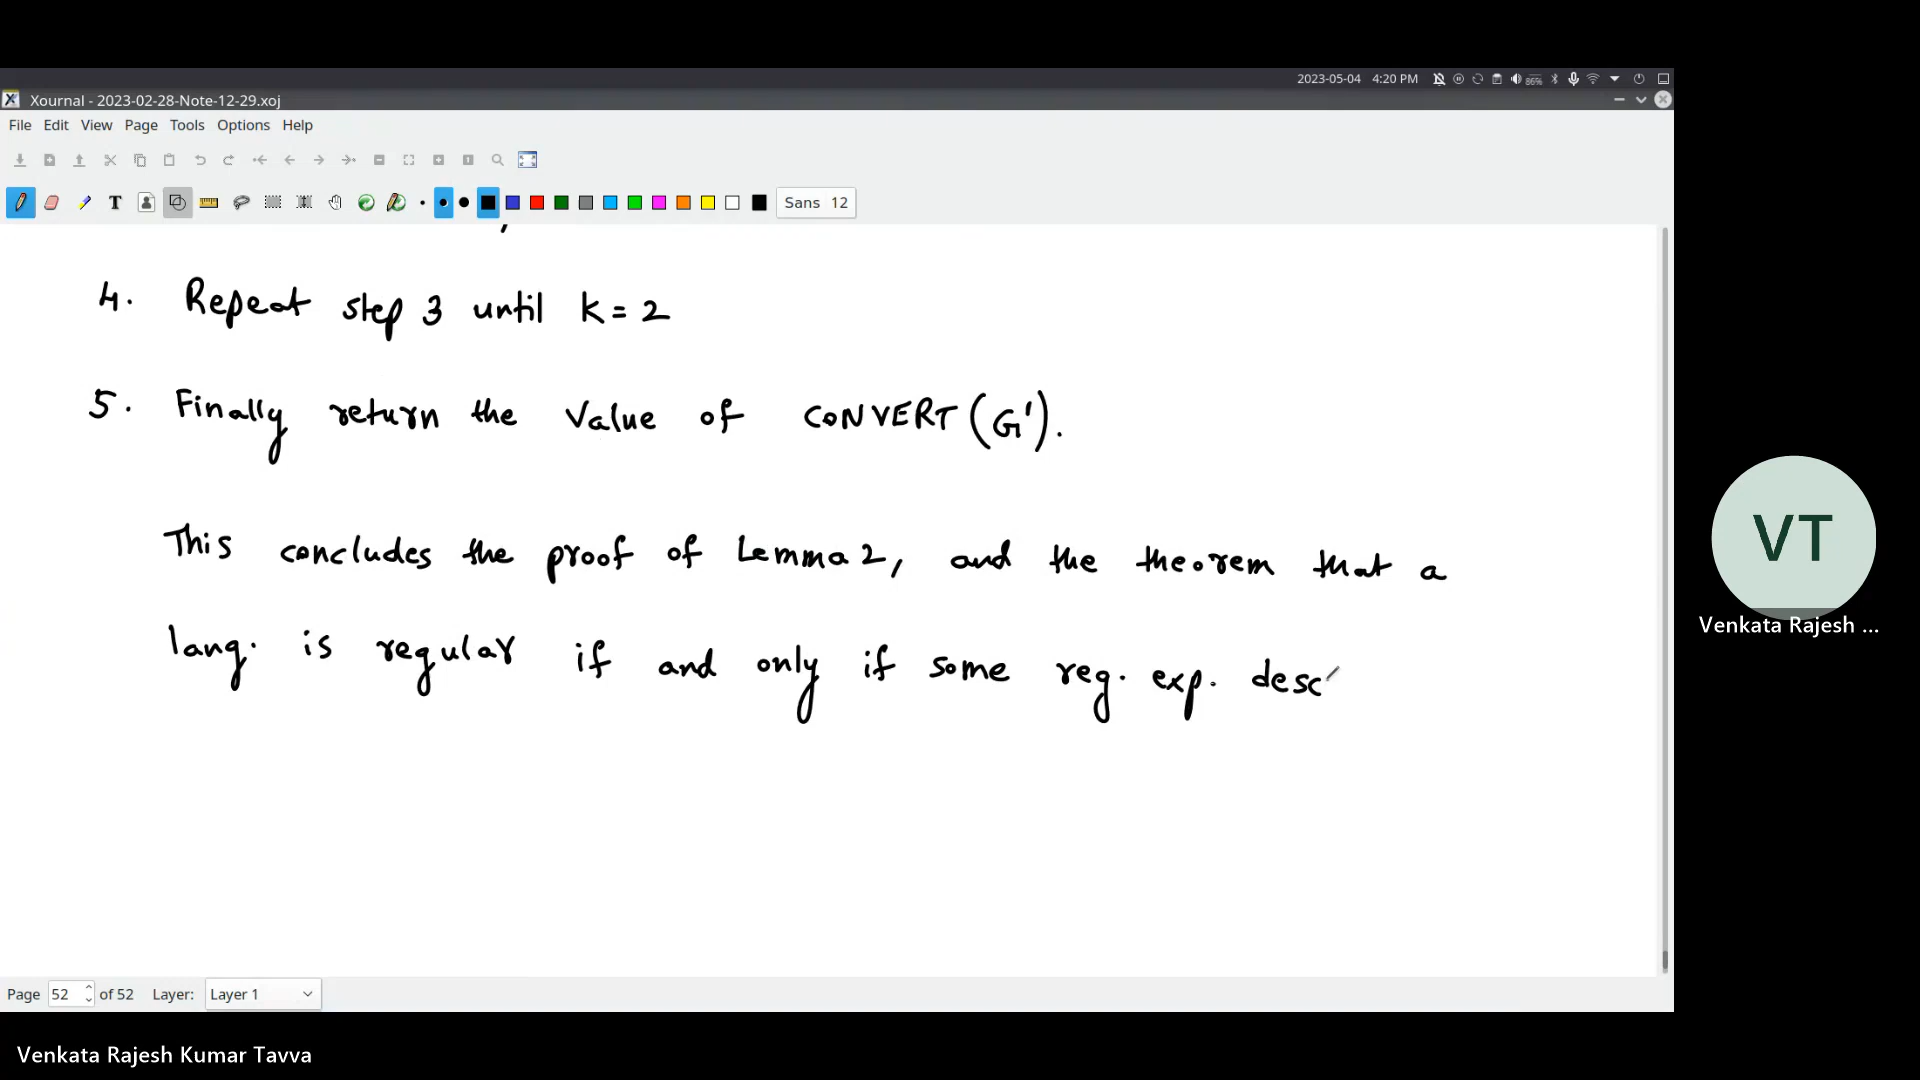 2023-05-04 4:20 PM 86%
Xournal - 2023-02-28-Note-12-29.xoj
File Edit View Page Tools Options Help
T Sans 12
4. Repeat step 3 until k = 2
5. Finally return the value of CONVERT(G').
VT
This concludes the proof of Lemma 2, and the theorem that a
Venkata Rajesh ...
lang. is regular if and only if some reg. exp. desc
Page 52 of 52 Layer: Layer 1
Venkata Rajesh Kumar Tavva